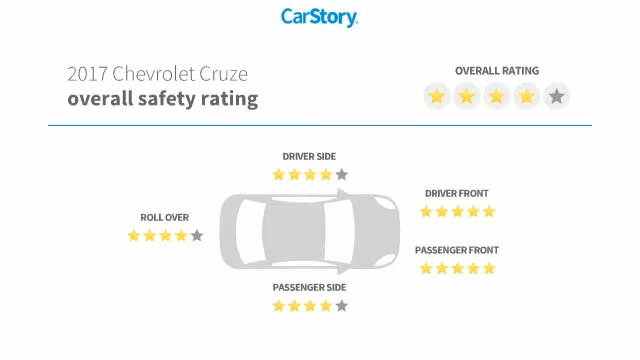 CarStory.
2017 Chevrolet Cruze
overall safety rating
OVERALL RATING
DRIVER SIDE
DRIVER FRONT
ROLL OVER
PASSENGER FRONT
PASSENGER SIDE